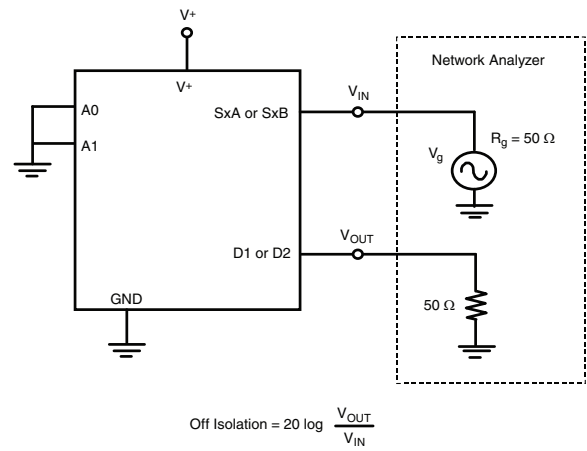 V+
Network Analyzer
V+
VIN
A0
SxA or SxB
Rg = 50 Ω
A1
Vg
VOUT
D1 or D2
50 Ω
GND
Off Isolation = 20 log VOUT
VIN